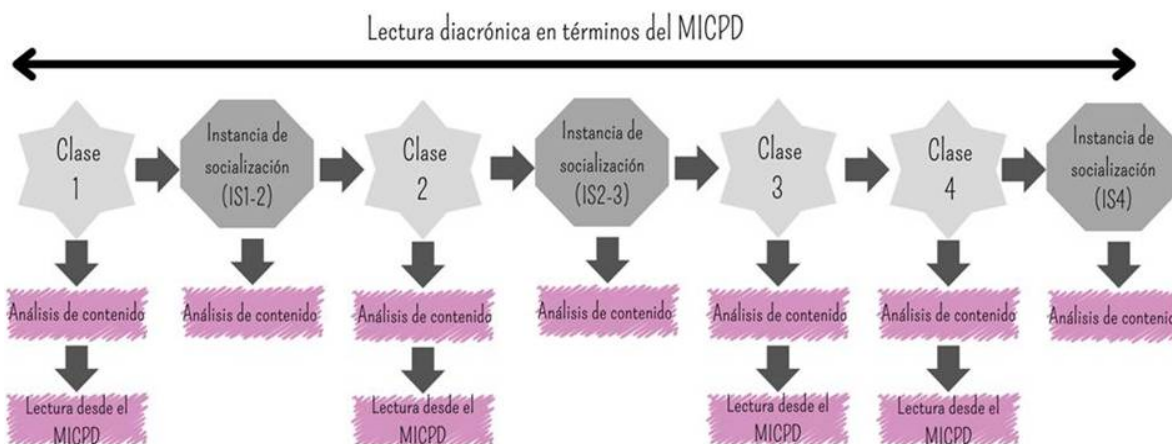 Lectura diacrónica en términos del MICPD
Clase
1
Instancia de
socialización
(IS1-2)
Clase
2
Instancia de
socialización
(IS2-3)
Clase
3
Clase
4
Instancia de
socialización
(IS4)
Análisis de contenido
Análisis de contenido
Análisis de contenido
Análisis de contenido
Análisis de contenido
Análisis de contenido
Análisis de contenido
Lectura desde el
MICPD
Lectura desde el
MICPD
Lectura desde el
MICPD
Lectura desde el
MICPD